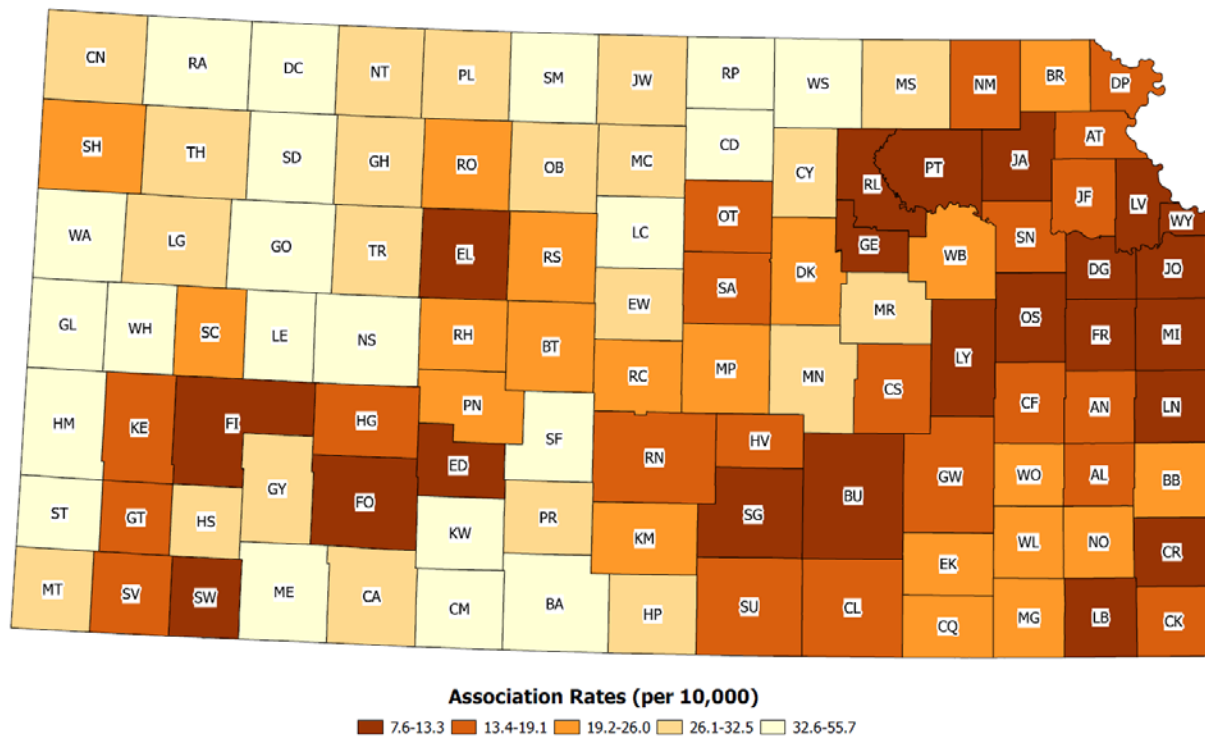 CN RA DC NT PL SM JW RP WS MS NM BR DP
SH TH SD GH RO OB MC CD CY RL PT JA AT
WA LG GO TR EL RS LC OT DK GE WB SN JF LV WY
GL WH SC LE NS RH BT EW SA MR LY OS DG JO
FR MI
HM KE FI HG PN SF RC MP MN CS CF AN LN
ST GT HS GY FO ED KW PR RN HV SG BU GW WO AL BB
MT SV SW ME CA CM BA KM HP SU CL EK WL NO CR
CQ MG LB CK
Association Rates (per 10,000)
7.6-13.3 13.4-19.1 19.2-26.0 26.1-32.5 32.6-55.7